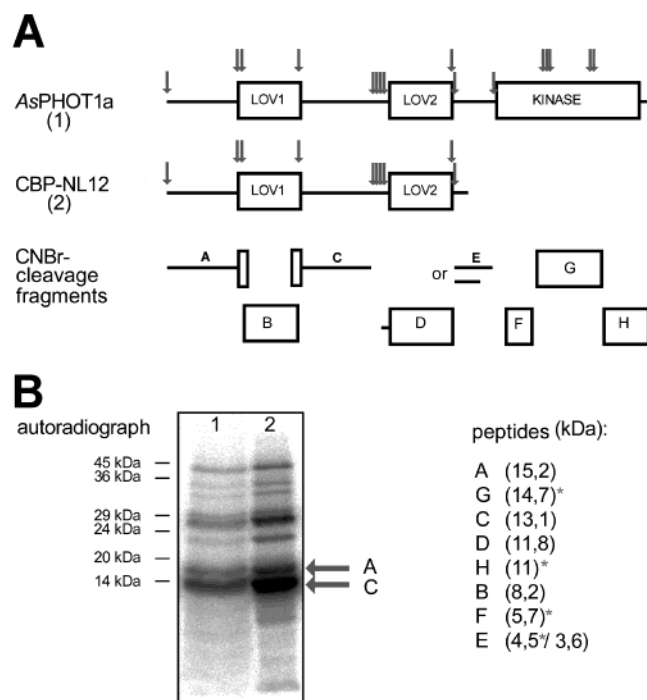 A
AsPHOT1a
(1)
LOV1
LOV2
KINASE
CBP-NL12
(2)
LOV1
LOV2
CNBr-
cleavage
fragments
A
C
or
E
G
B
D
F
H
B
autoradiograph
1
2
45 kDa
36 kDa
29 kDa
24 kDa
20 kDa
14 kDa
A
C
peptides (kDa):
A (15,2)
G (14,7)*
C (13,1)
D (11,8)
H (11)*
B (8,2)
F (5,7)*
E (4,5*/ 3,6)